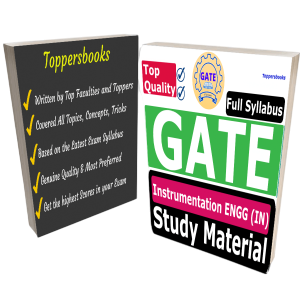 Toppersbooks
Written by Top Faculties and Toppers
Covered All Topics, Concepts, Tricks
Based on the Latest Exam Syllabus
Genuine Quality & Most Preferred
Get the highest Scores in your Exam
Top
Quality
GATE
Toppersbooks
Full Syllabus
GATE
Instrumentation ENGG (IN)
Study Material